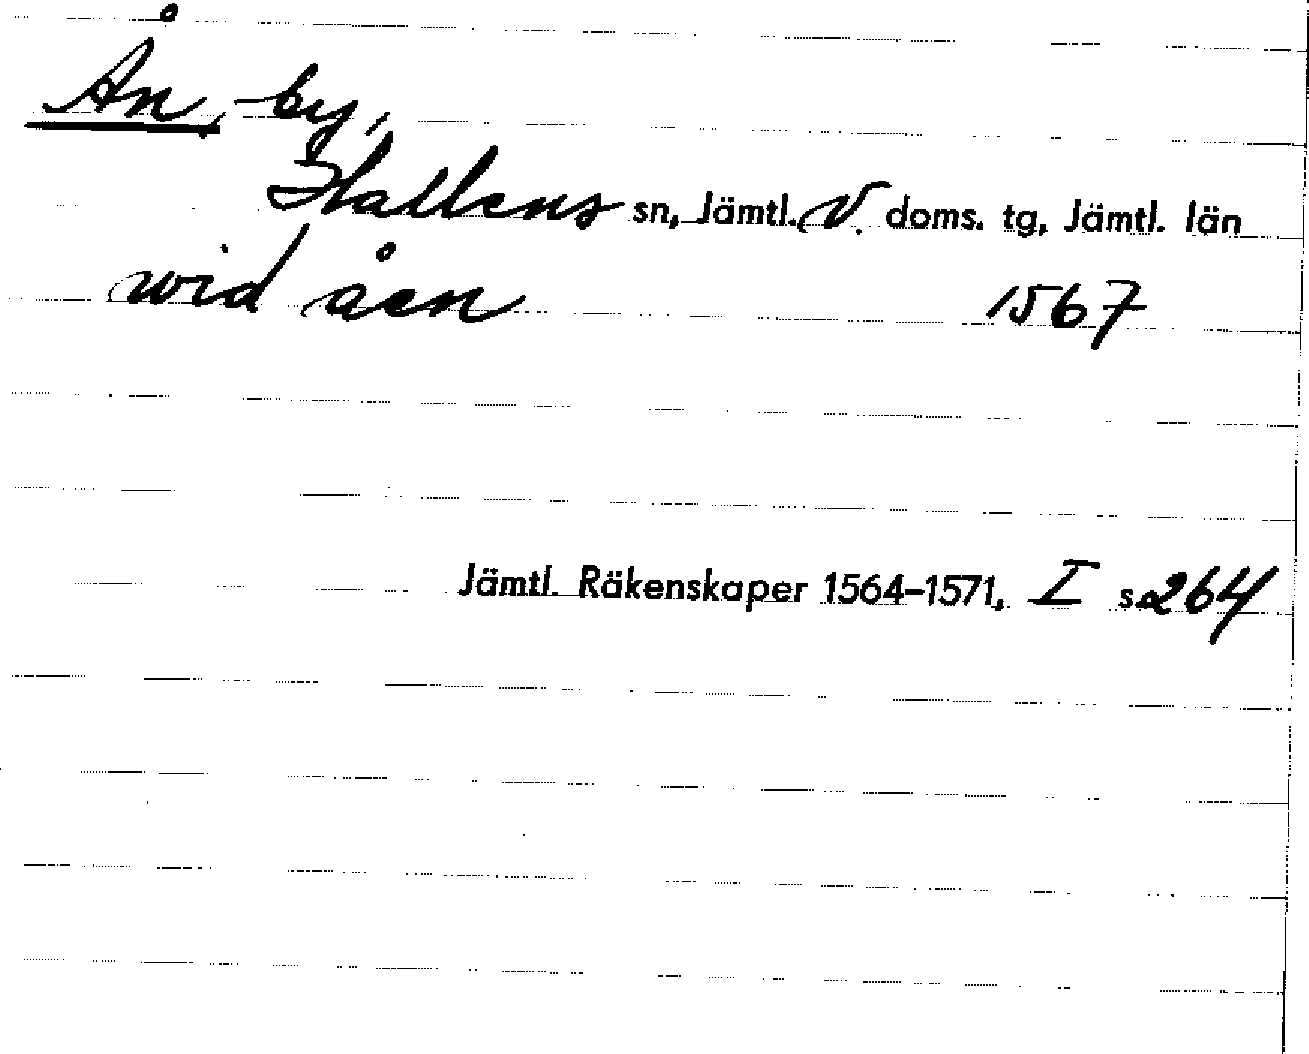 Ån, by,
Hallens sn, Jämtl. V. doms. tg, Jämtl. län
wid åen 1567
Jämtl. Räkenskaper 1564–1571, I s. 264